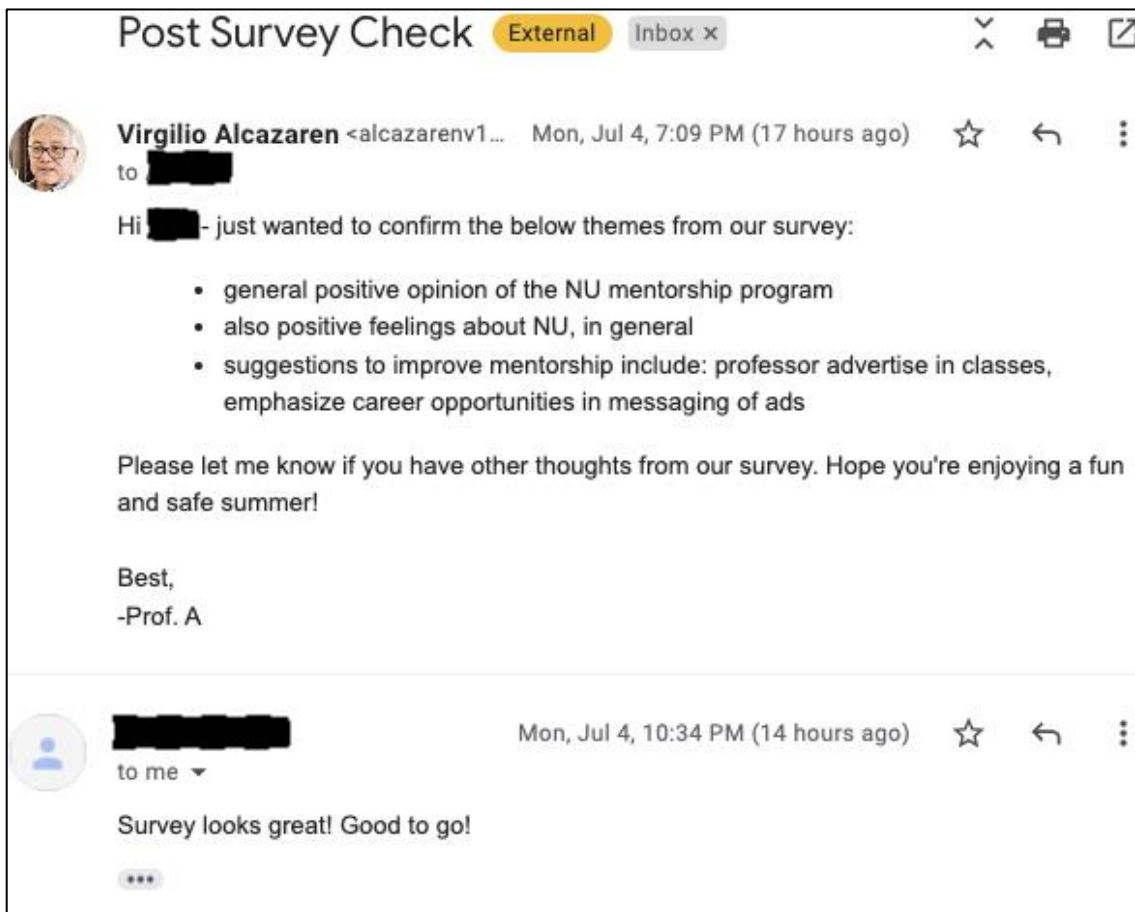 Post Survey Check External Inbox ×
Virgilio Alcazaren <alcazarenv1... Mon, Jul 4, 7:09 PM (17 hours ago)
to
Hi - just wanted to confirm the below themes from our survey:
• general positive opinion of the NU mentorship program
• also positive feelings about NU, in general
• suggestions to improve mentorship include: professor advertise in classes,
emphasize career opportunities in messaging of ads
Please let me know if you have other thoughts from our survey. Hope you're enjoying a fun
and safe summer!
Best,
-Prof. A
Mon, Jul 4, 10:34 PM (14 hours ago)
to me
Survey looks great! Good to go!